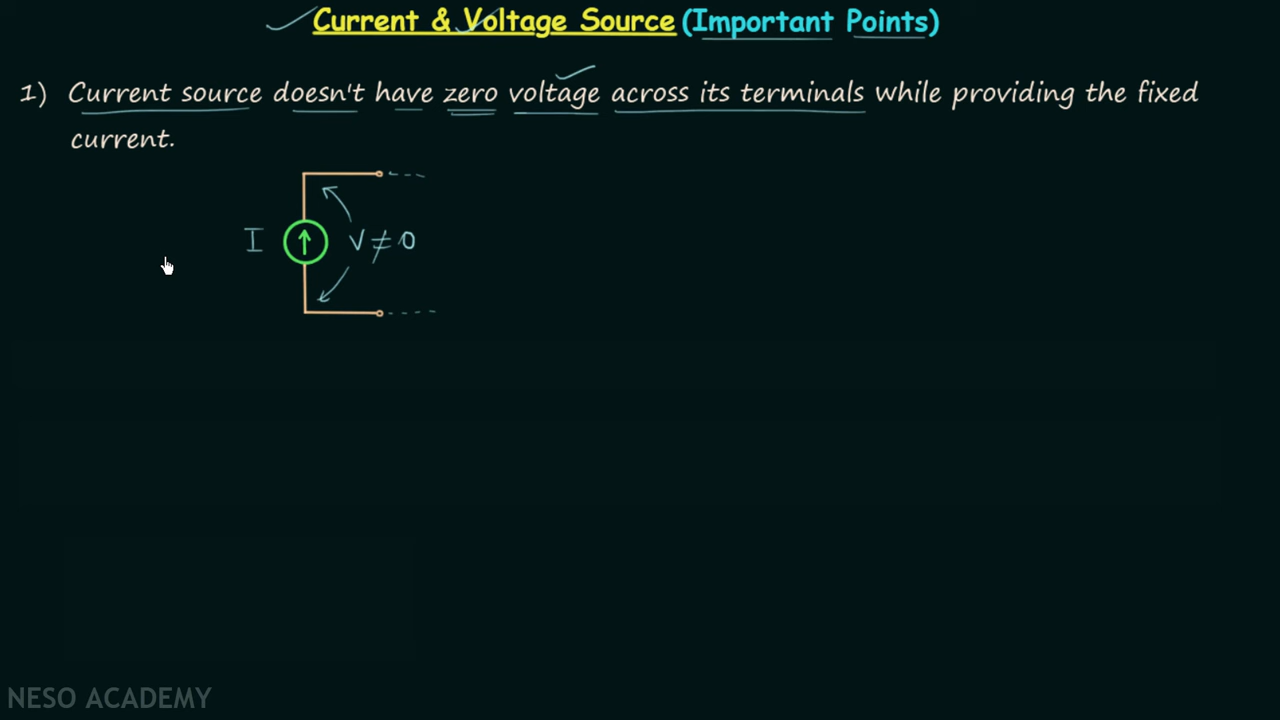 Current & Voltage Source (Important Points)
1) Current source doesn't have zero voltage across its terminals while providing the fixed
current.
I V ≠ 0
NESO ACADEMY